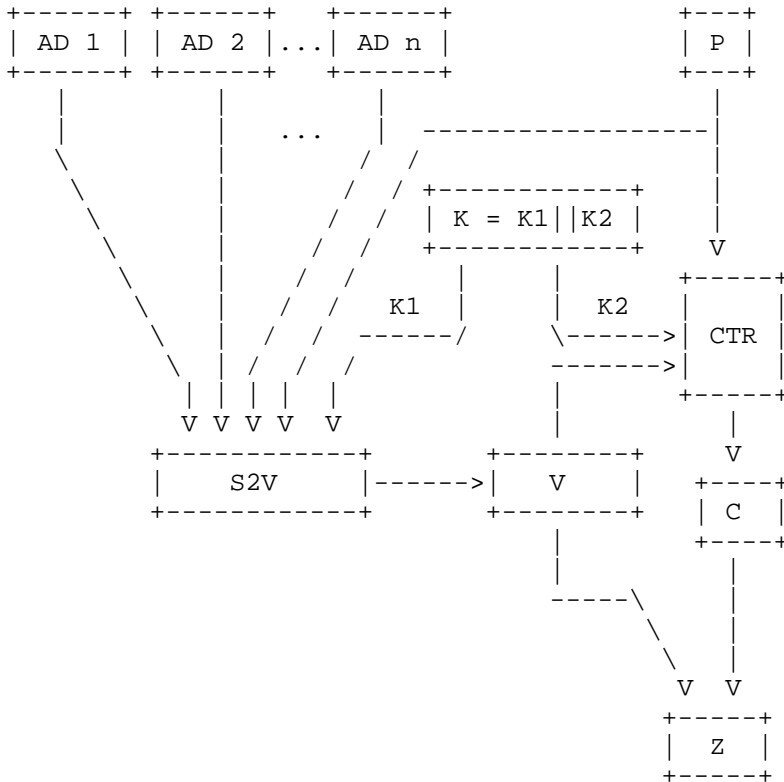 AD 1 AD 2 ... AD n P
...
K = K1||K2
K1 K2
CTR
S2V V C
Z